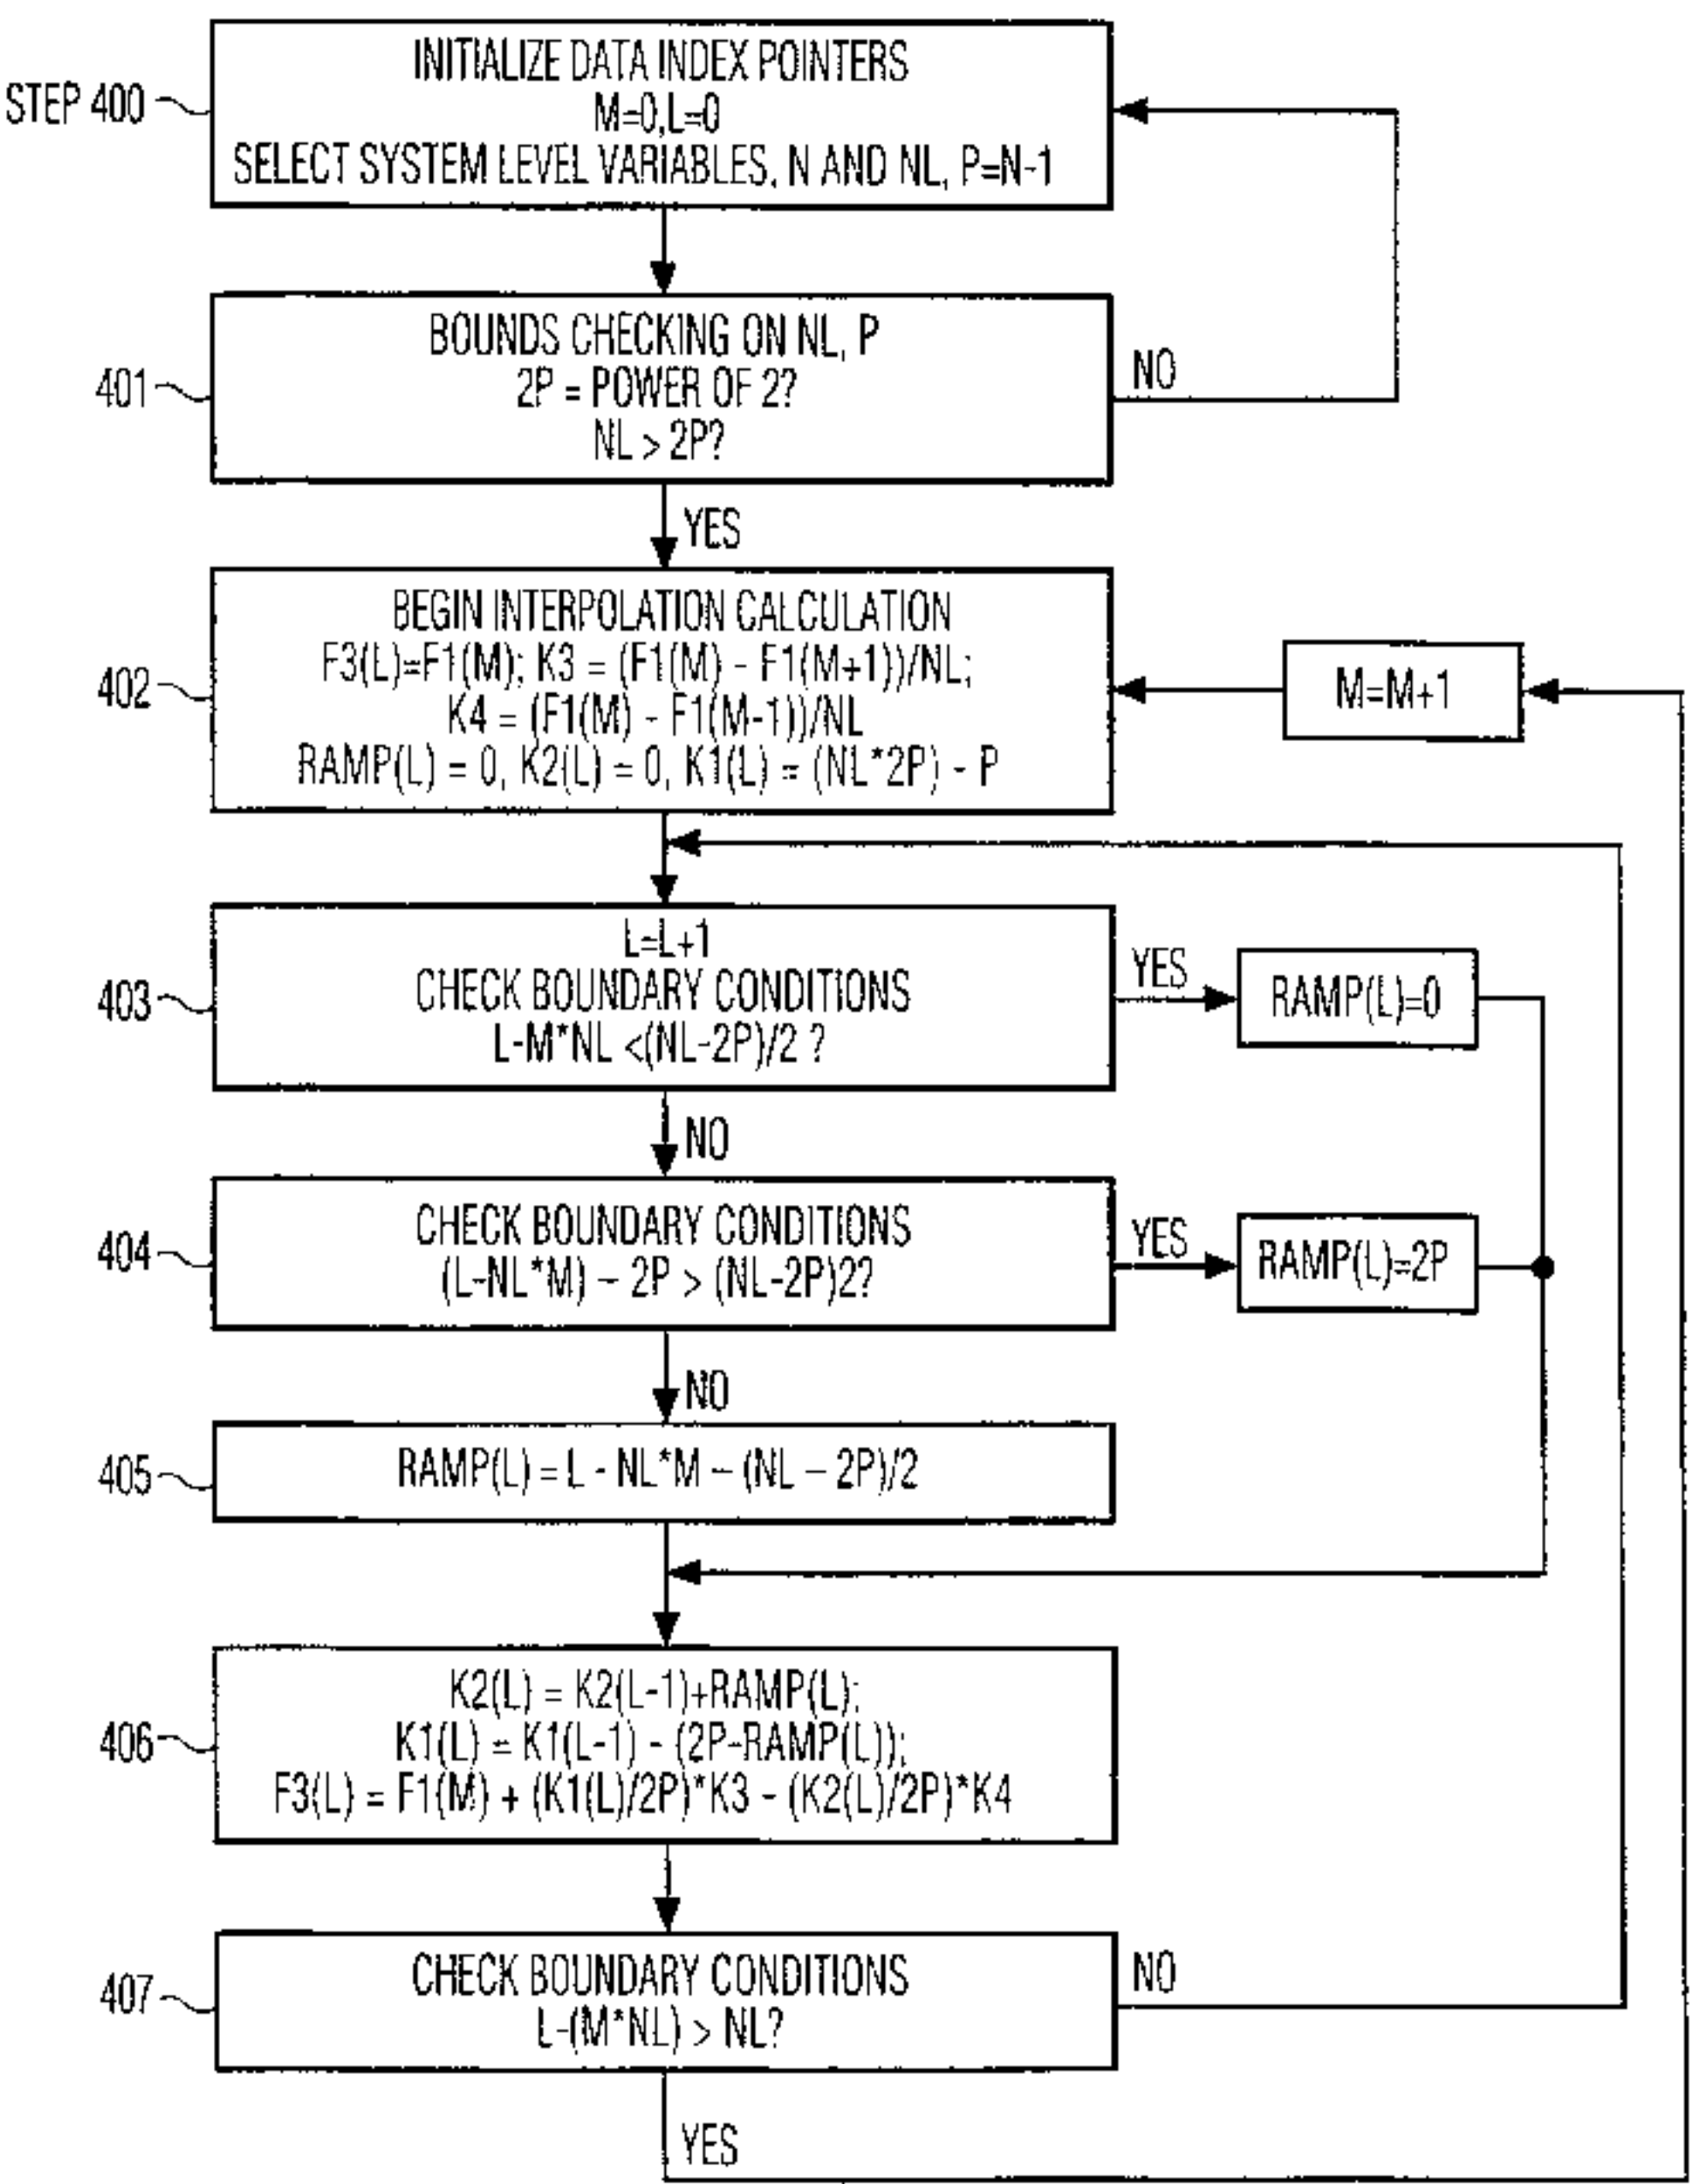 STEP 400
INITIALIZE DATA INDEX POINTERS
M=0,L=0
SELECT SYSTEM LEVEL VARIABLES, N AND NL, P=N-1
401
BOUNDS CHECKING ON NL, P
2P = POWER OF 2?
NL > 2P?
NO
YES
402
BEGIN INTERPOLATION CALCULATION
F3(L)=F1(M); K3 = (F1(M) - F1(M+1))/NL;
K4 = (F1(M) - F1(M-1))/NL
RAMP(L) = 0, K2(L) = 0, K1(L) = (NL*2P) - P
M=M+1
403
L=L+1
CHECK BOUNDARY CONDITIONS
L-M*NL <(NL-2P)/2 ?
YES
RAMP(L)=0
NO
404
CHECK BOUNDARY CONDITIONS
(L-NL*M) – 2P > (NL-2P)2?
YES
RAMP(L)=2P
NO
405
RAMP(L) = L - NL*M – (NL – 2P)/2
406
K2(L) = K2(L-1)+RAMP(L);
K1(L) = K1(L-1) - (2P-RAMP(L));
F3(L) = F1(M) + (K1(L)/2P)*K3 - (K2(L)/2P)*K4
407
CHECK BOUNDARY CONDITIONS
L-(M*NL) > NL?
NO
YES